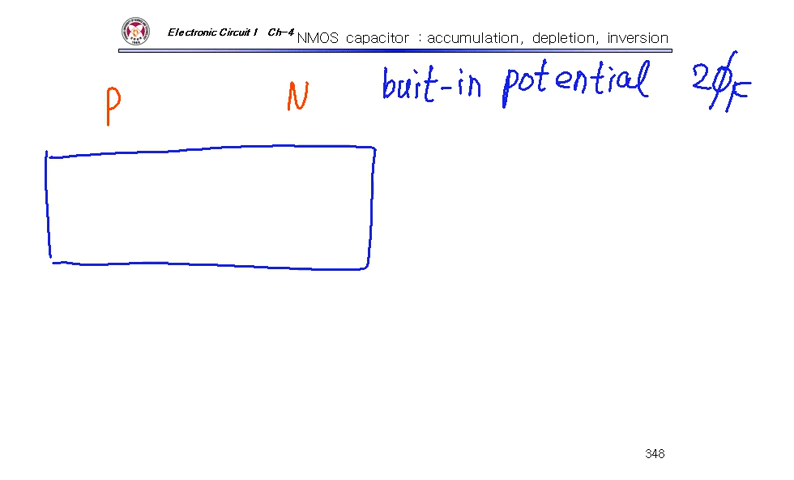 Electronic Circuit 1 Ch-4
NMOS capacitor : accumulation, depletion, inversion
P N buit-in potential 2ϕF
348